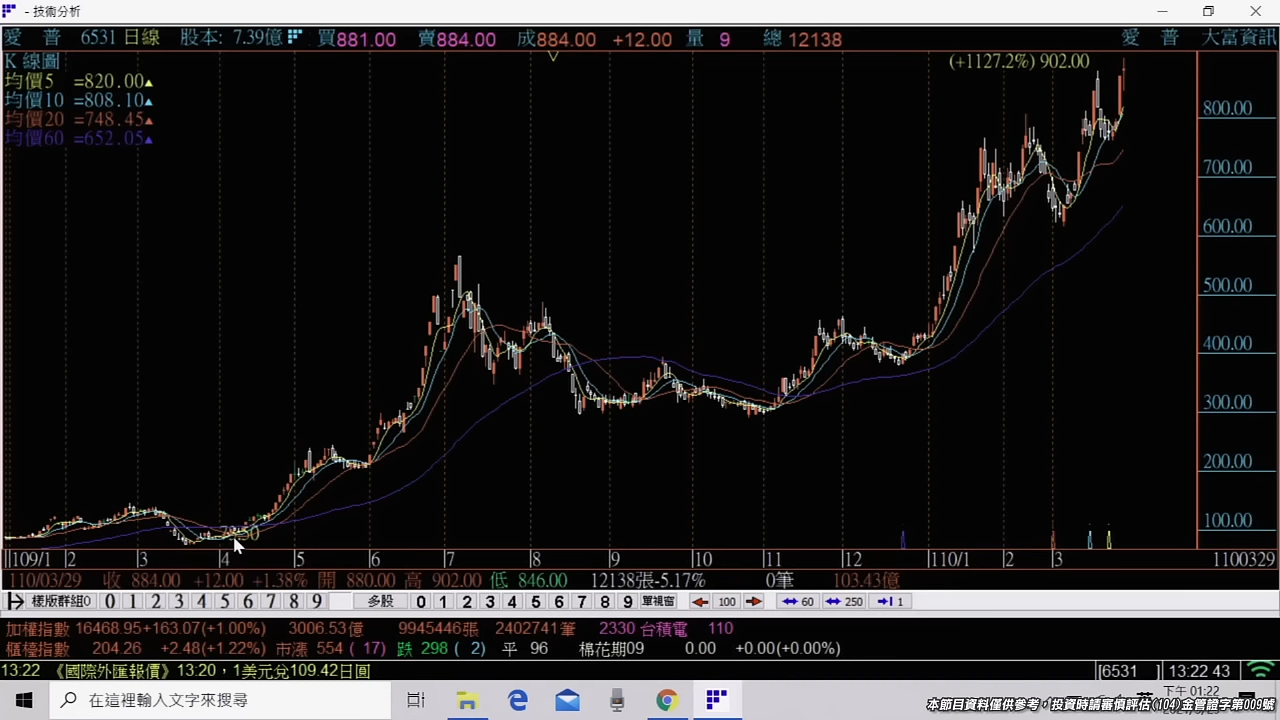 - 技術分析
愛 普 6531 日線 股本: 7.39億 買881.00 賣884.00 成884.00 +12.00 量 9 總 12138 愛 普 大富資訊
K 線圖
(+1127.2%) 902.00
均價5 =820.00▲
均價10 =808.10▲
均價20 =748.45▲
均價60 =652.05▲
800.00
700.00
600.00
500.00
400.00
300.00
200.00
100.00
109/1 2 3 4 5 6 7 8 9 10 11 12 110/1 2 3 1100329
110/03/29 收 884.00 +12.00 +1.38% 開 880.00 高 902.00 低 846.00 12138張-5.17% 0筆 103.43億
樣版群組0 0 1 2 3 4 5 6 7 8 9 多股 0 1 2 3 4 5 6 7 8 9 單視窗 100 60 250 1
加權指數 16468.95+163.07(+1.00%) 3006.53億 9945446張 2402741筆 2330 台積電 110
櫃檯指數 204.26 +2.48(+1.22%) 市漲 554 ( 17) 跌 298 ( 2) 平 96 棉花期09 0.00 +0.00(+0.00%)
13:22 《國際外匯報價》13:20，1美元兌109.42日圓 [6531 ] 13:22 43
在這裡輸入文字來搜尋
下午 01:22
本節目資料僅供參考，投資時請審慎評估(104)金管證字第009號